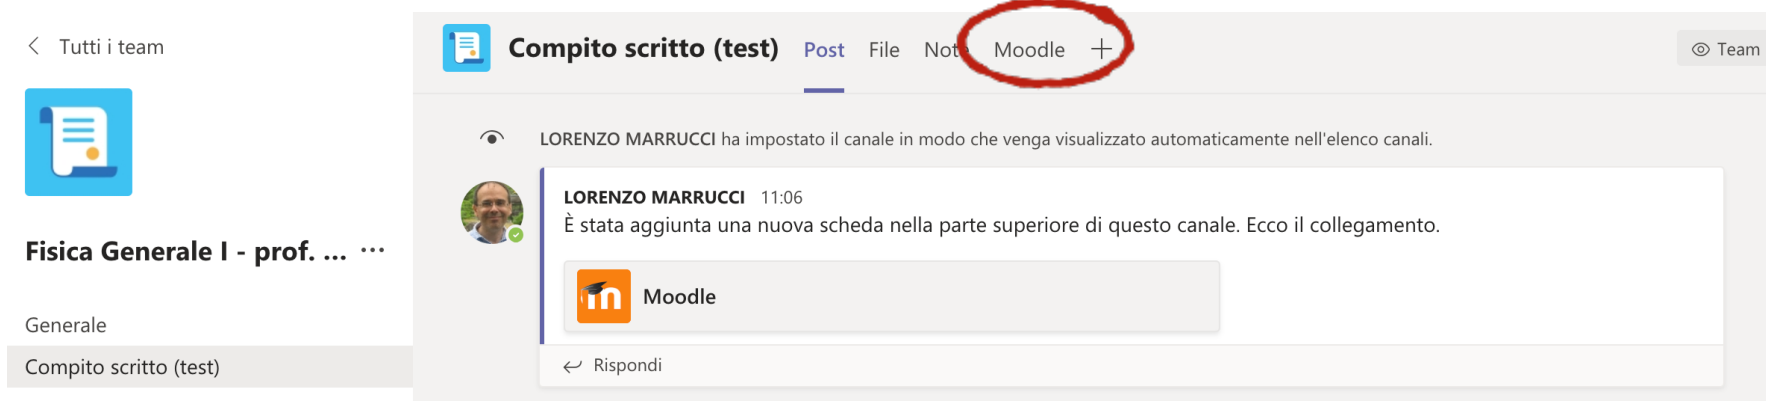 Tutti i team
Fisica Generale I - prof. ... ...
Generale
Compito scritto (test)
Compito scritto (test) Post File Note Moodle + Team
LORENZO MARRUCCI ha impostato il canale in modo che venga visualizzato automaticamente nell'elenco canali.
LORENZO MARRUCCI 11:06
È stata aggiunta una nuova scheda nella parte superiore di questo canale. Ecco il collegamento.
m
Moodle
Rispondi